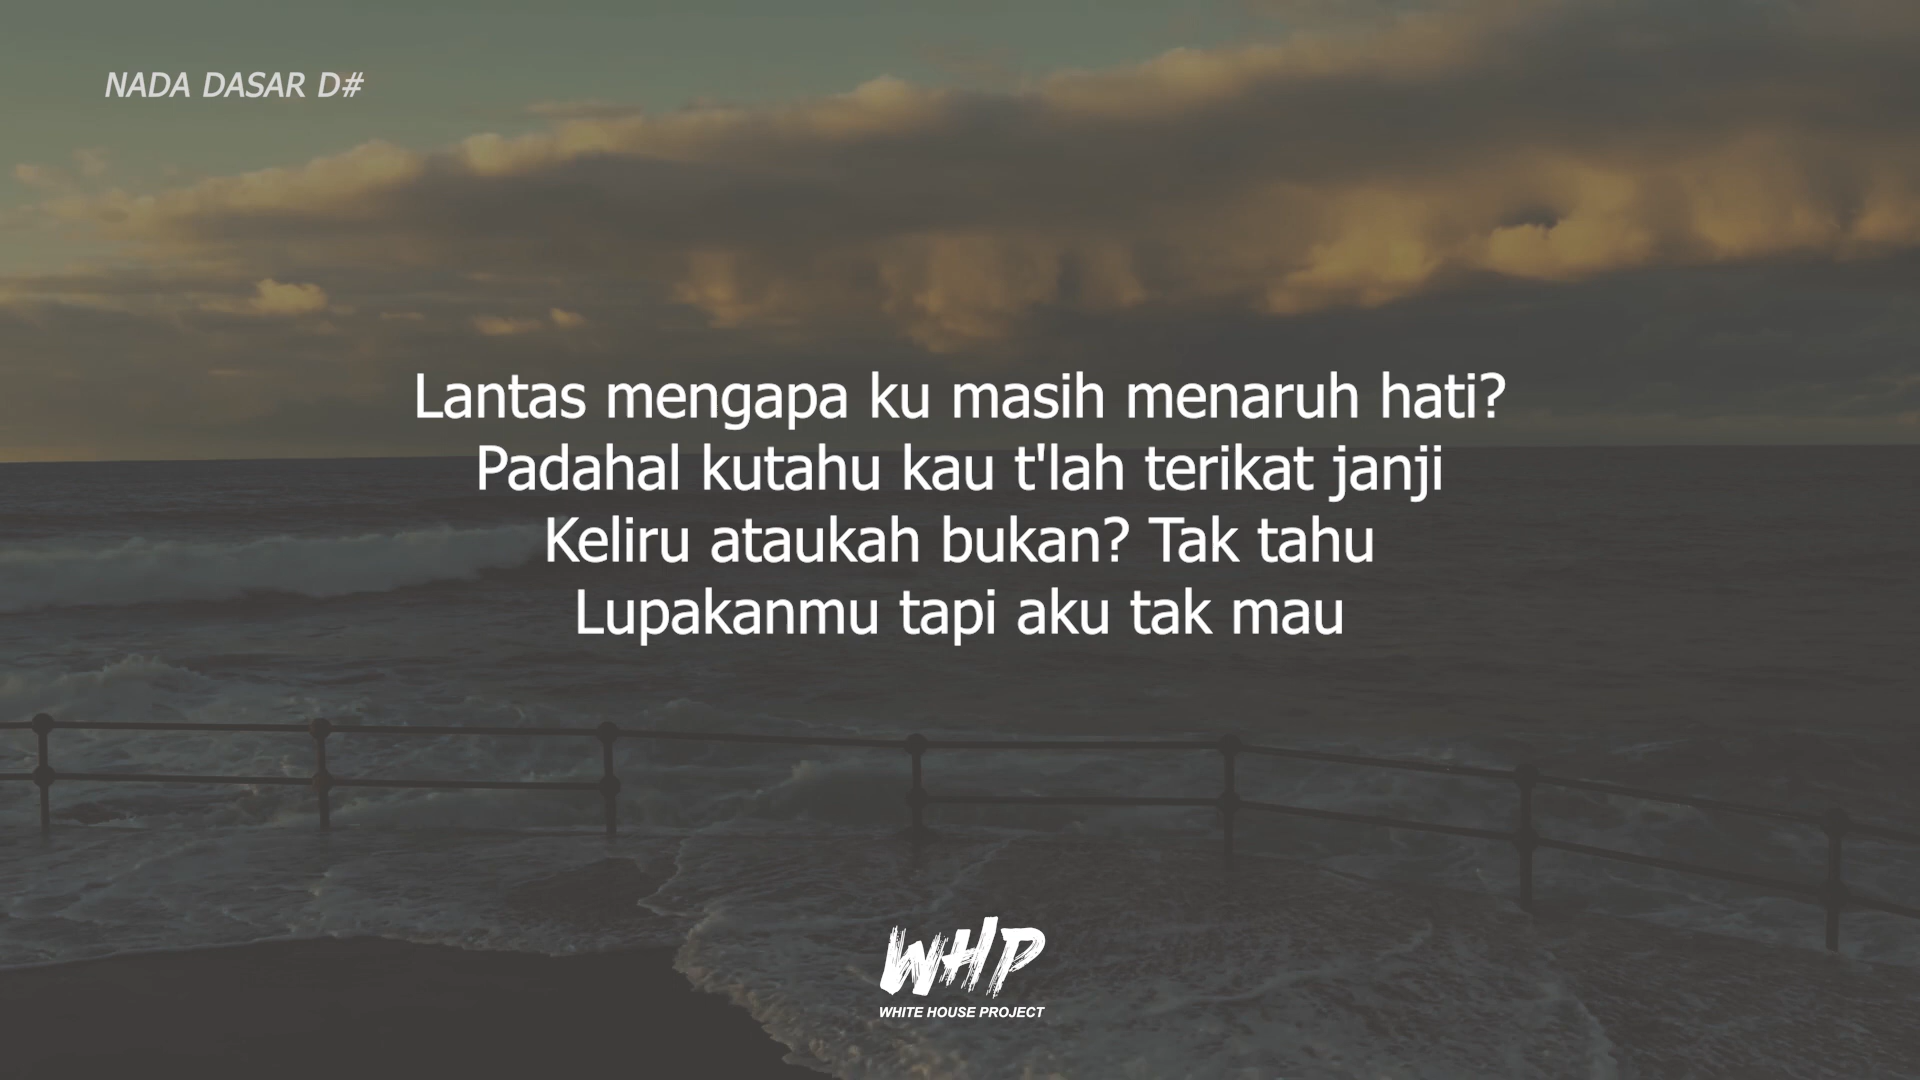 NADA DASAR D#
Lantas mengapa ku masih menaruh hati?
Padahal kutahu kau t'lah terikat janji
Keliru ataukah bukan? Tak tahu
Lupakanmu tapi aku tak mau
WHP
WHITE HOUSE PROJECT